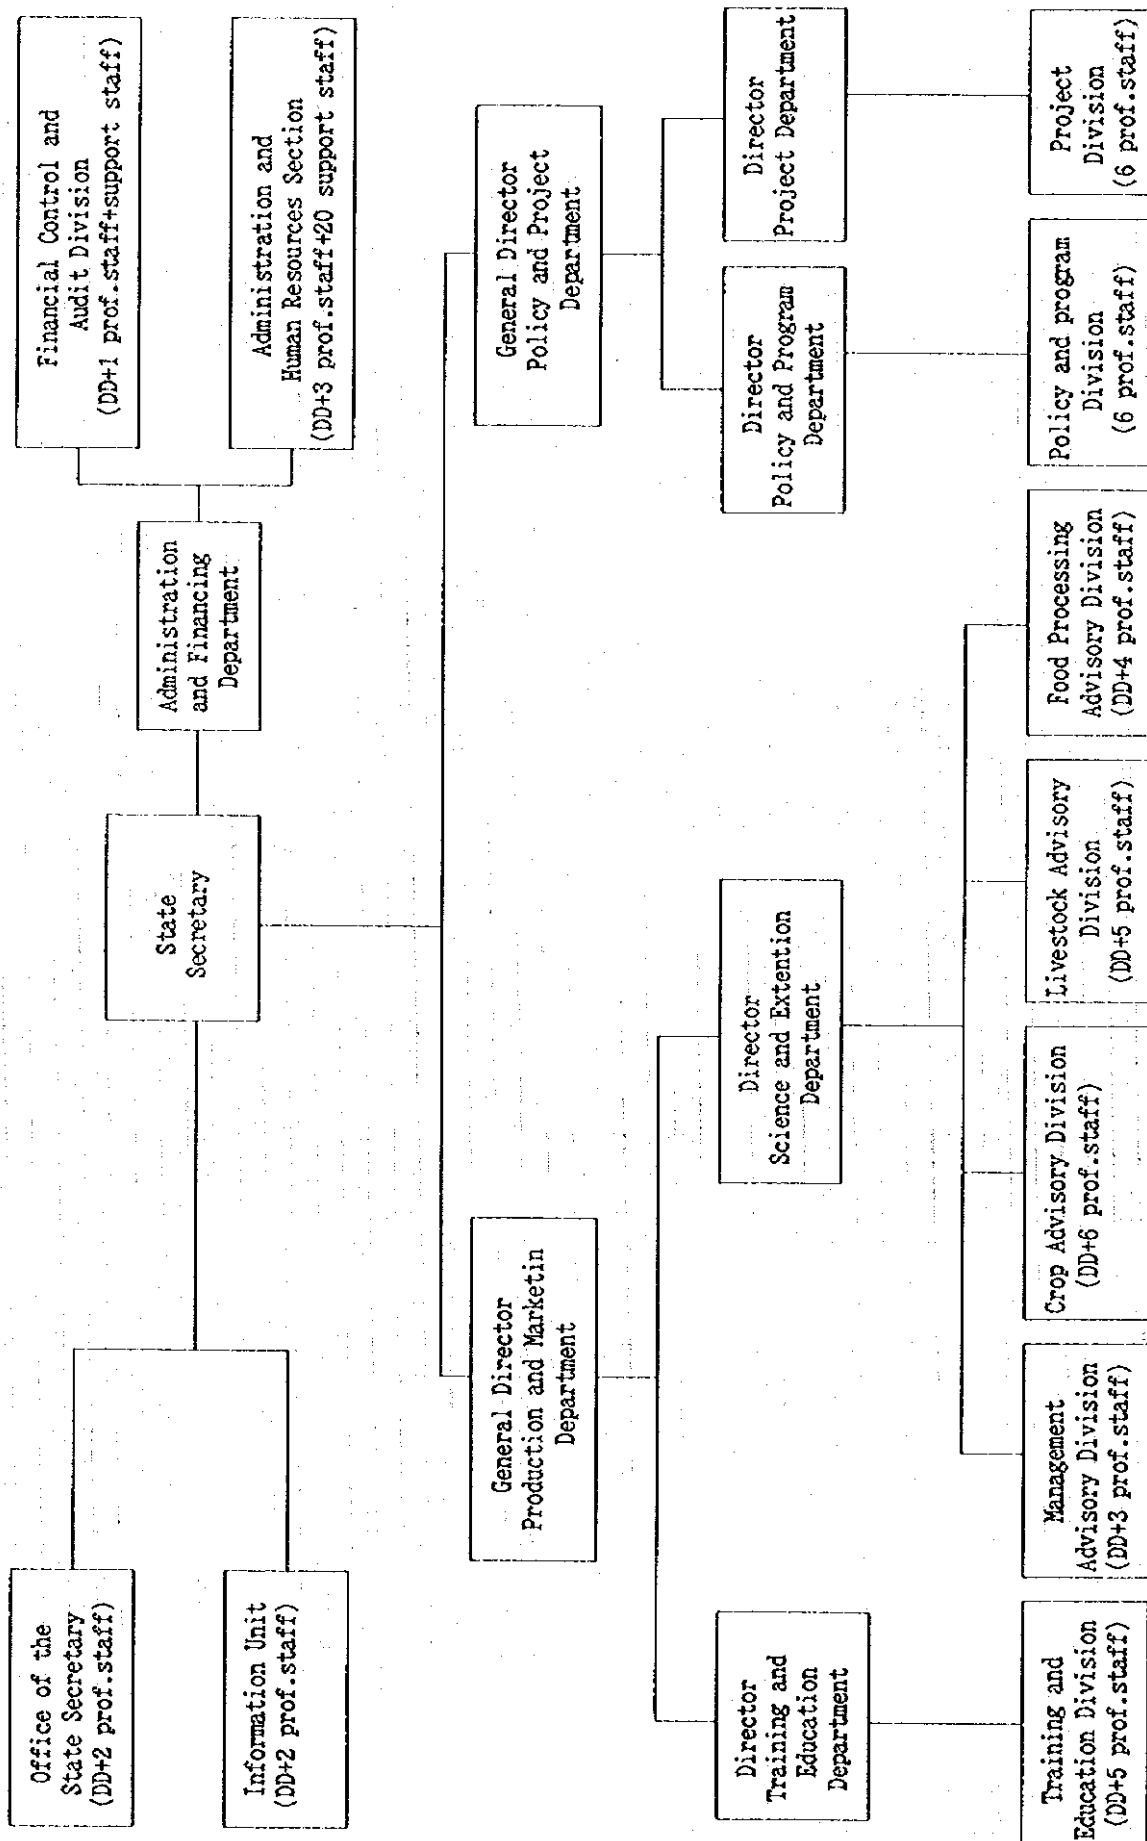 Office of the
State Secretary
(DD+2 prof.staff)
Information Unit
(DD+2 prof.staff)
State
Secretary
Administration
and Financing
Department
Financial Control and
Audit Division
(DD+1 prof.staff+support staff)
Administration and
Human Resources Section
(DD+3 prof.staff+20 support staff)
General Director
Production and Marketin
Department
General Director
Policy and Project
Department
Director
Training and
Education
Department
Director
Science and Extention
Department
Director
Policy and Program
Department
Director
Project Department
Training and
Education Division
(DD+5 prof.staff)
Management
Advisory Division
(DD+3 prof.staff)
Crop Advisory Division
(DD+6 prof.staff)
Livestock Advisory
Division
(DD+5 prof.staff)
Food Processing
Advisory Division
(DD+4 prof.staff)
Policy and program
Division
(6 prof.staff)
Project
Division
(6 prof.staff)